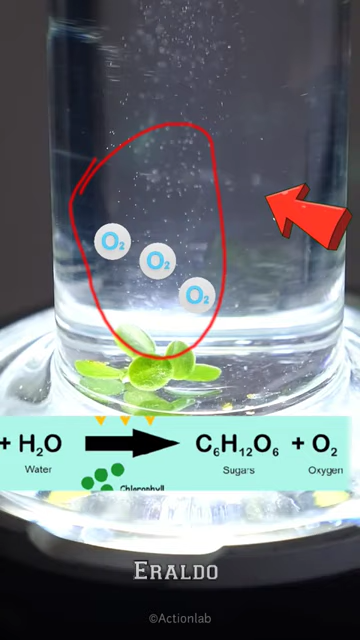 O₂
O₂
O₂
+ H₂O → C₆H₁₂O₆ + O₂
Water Sugars Oxygen
Chlorophyll
ERALDO
©Actionlab